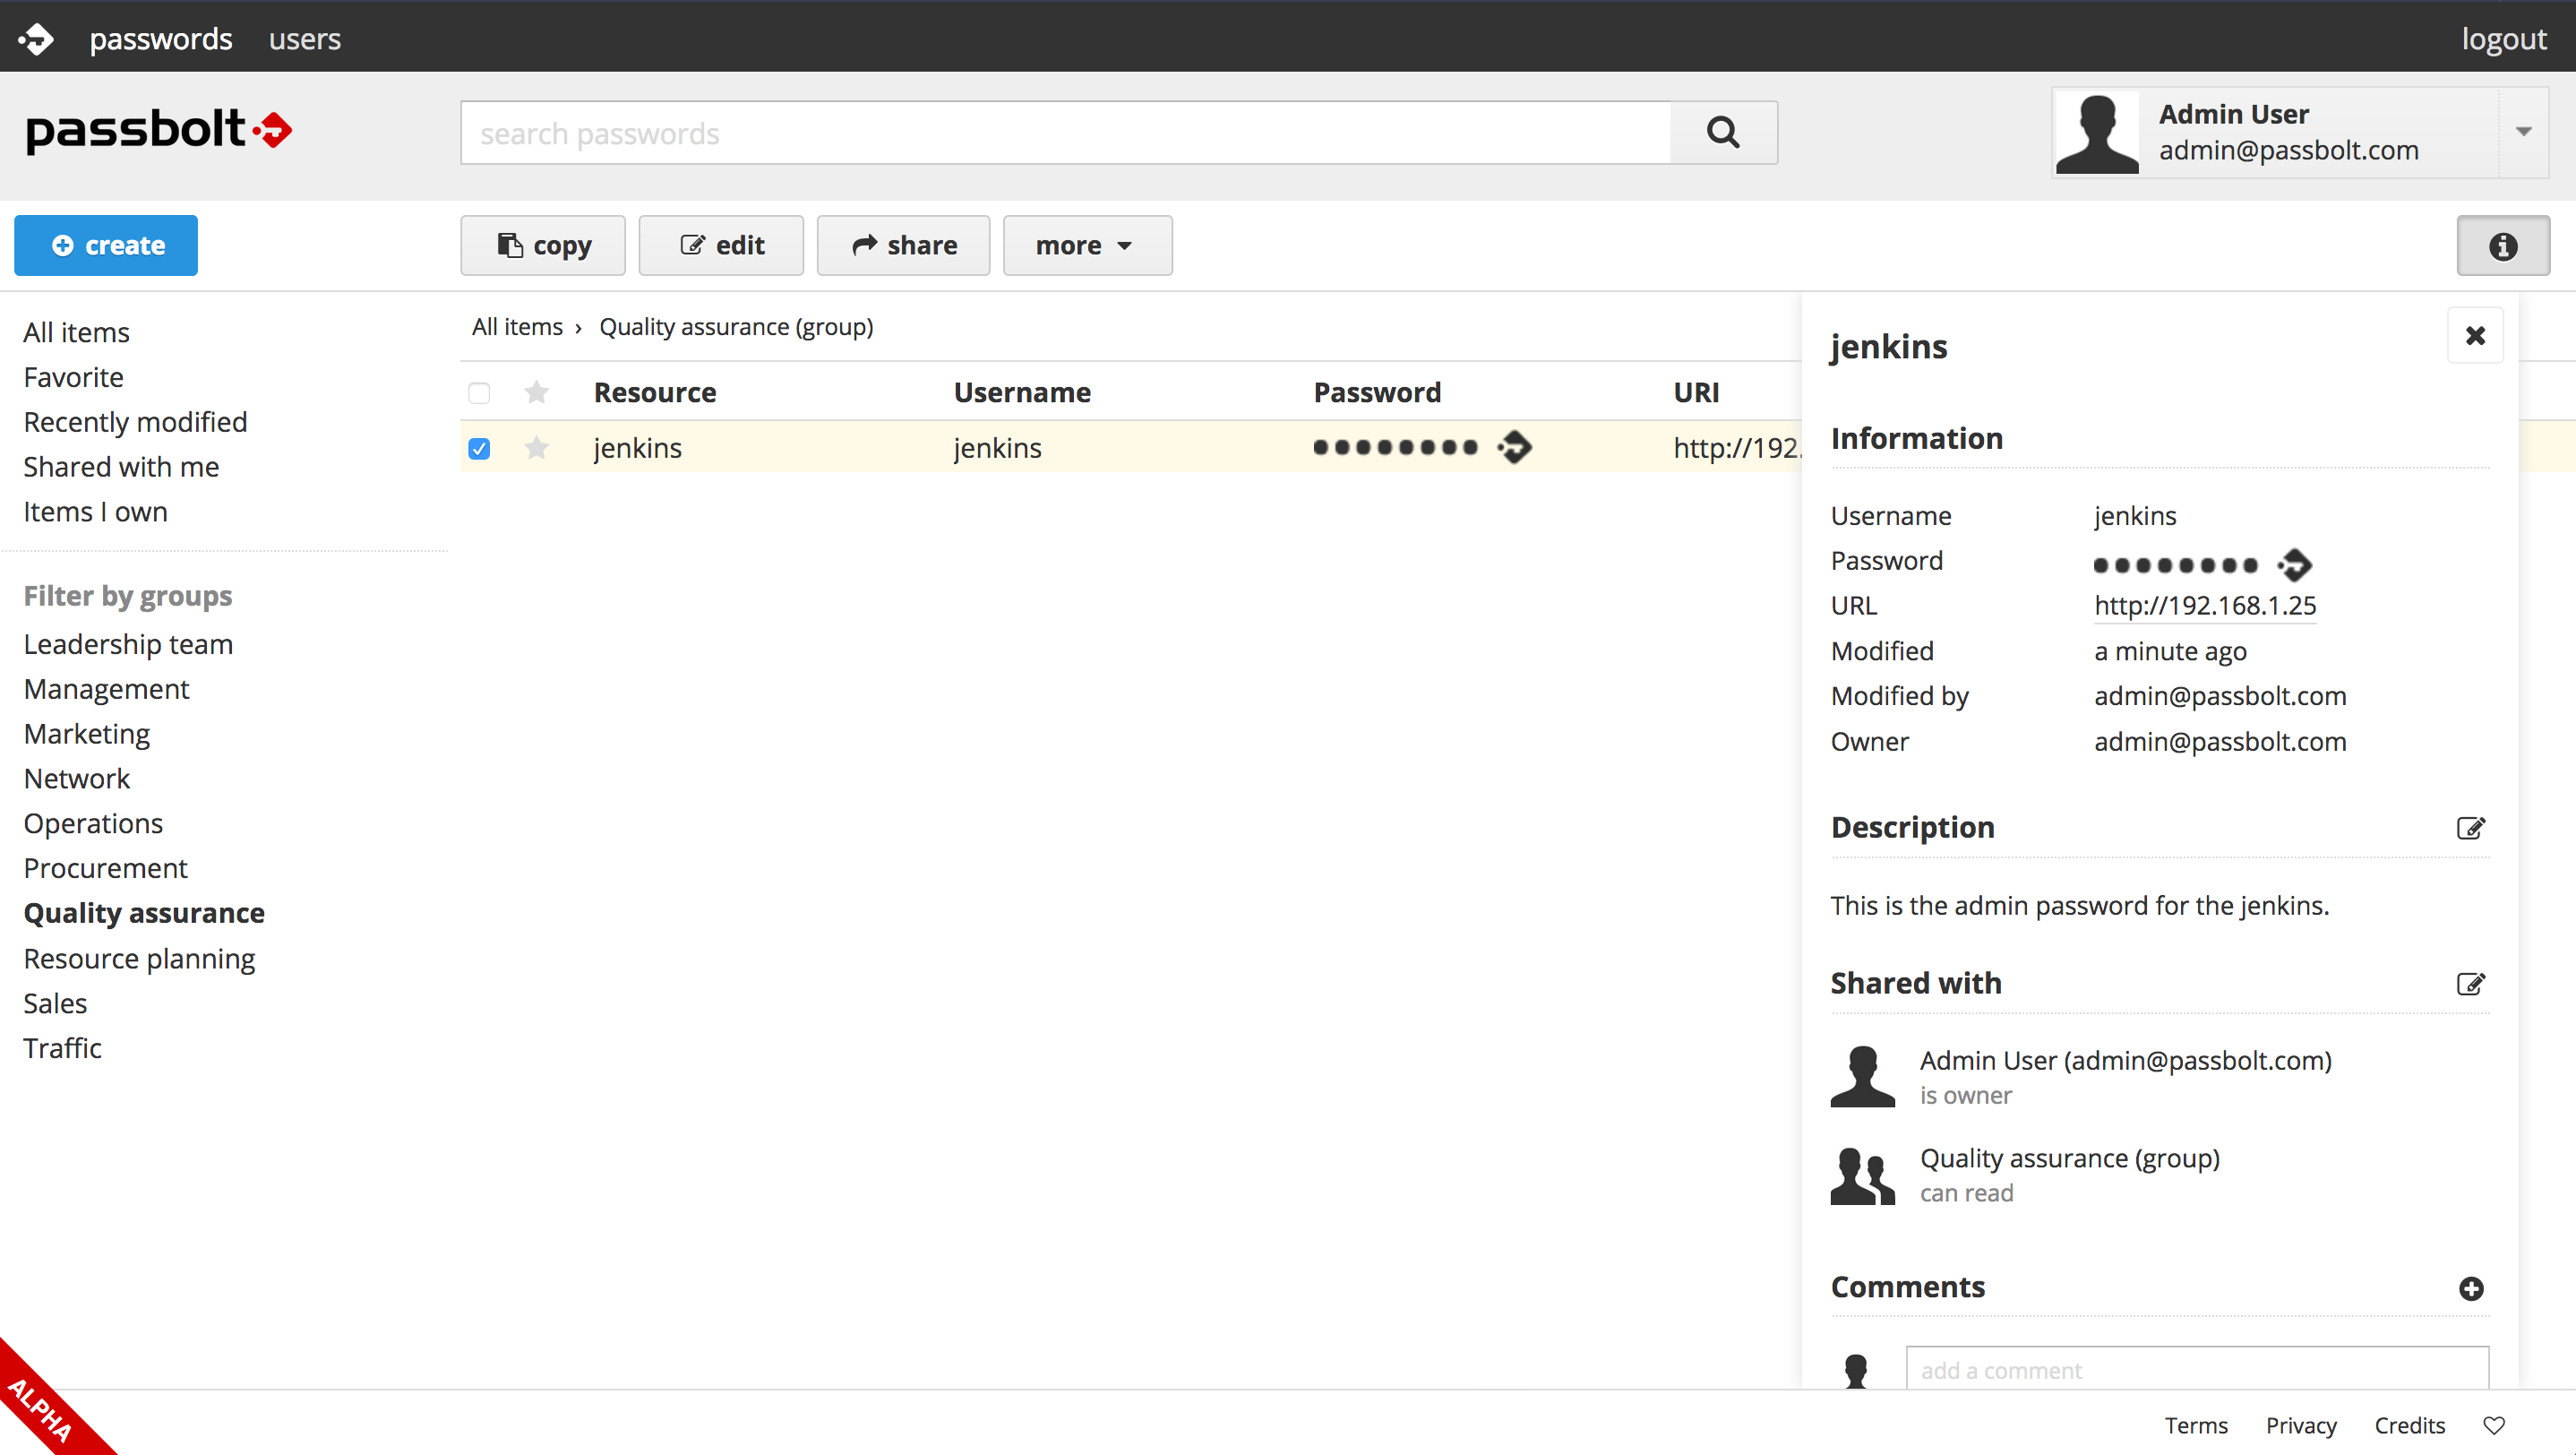 passwords users logout
passbolt
search passwords
Admin User
admin@passbolt.com
create copy edit share more
All items
Favorite
Recently modified
Shared with me
Items I own
Filter by groups
Leadership team
Management
Marketing
Network
Operations
Procurement
Quality assurance
Resource planning
Sales
Traffic
All items › Quality assurance (group)
Resource Username Password URI
jenkins jenkins http://192.
jenkins
Information
Username jenkins
Password
URL http://192.168.1.25
Modified a minute ago
Modified by admin@passbolt.com
Owner admin@passbolt.com
Description
This is the admin password for the jenkins.
Shared with
Admin User (admin@passbolt.com)
is owner
Quality assurance (group)
can read
Comments
add a comment
ALPHA
Terms Privacy Credits